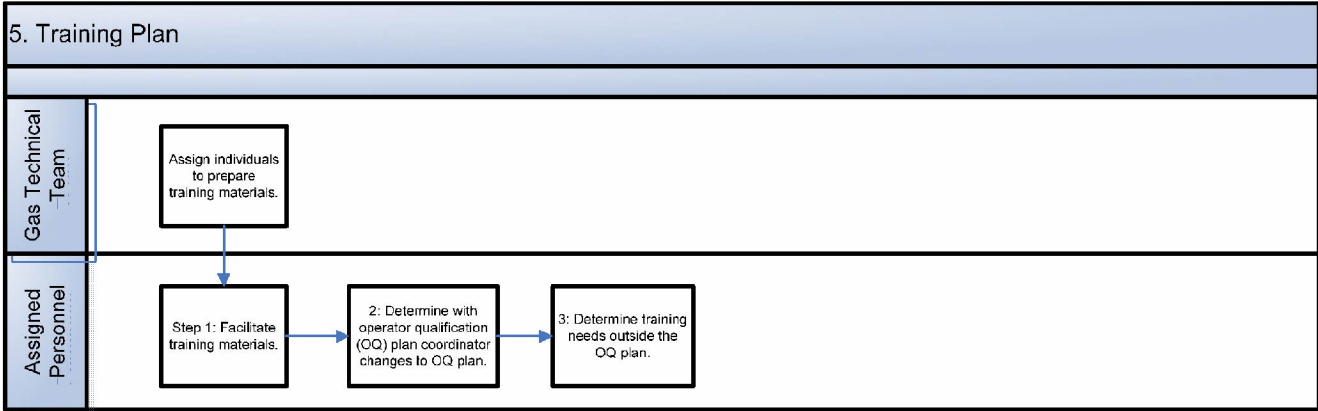 5. Training Plan
Gas Technical
Team
Assign individuals
to prepare
training materials.
Assigned
Personnel
Step 1: Facilitate
training materials.
2: Determine with
operator qualification
(OQ) plan coordinator
changes to OQ plan.
3: Determine training
needs outside the
OQ plan.